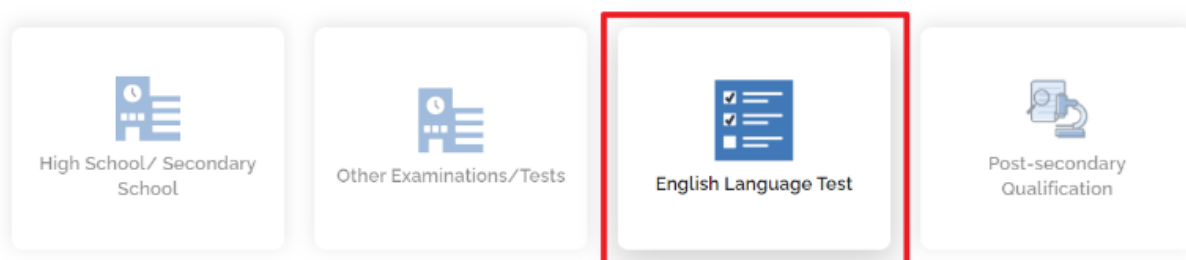 High School/ Secondary
School
Other Examinations/Tests
English Language Test
Post-secondary
Qualification